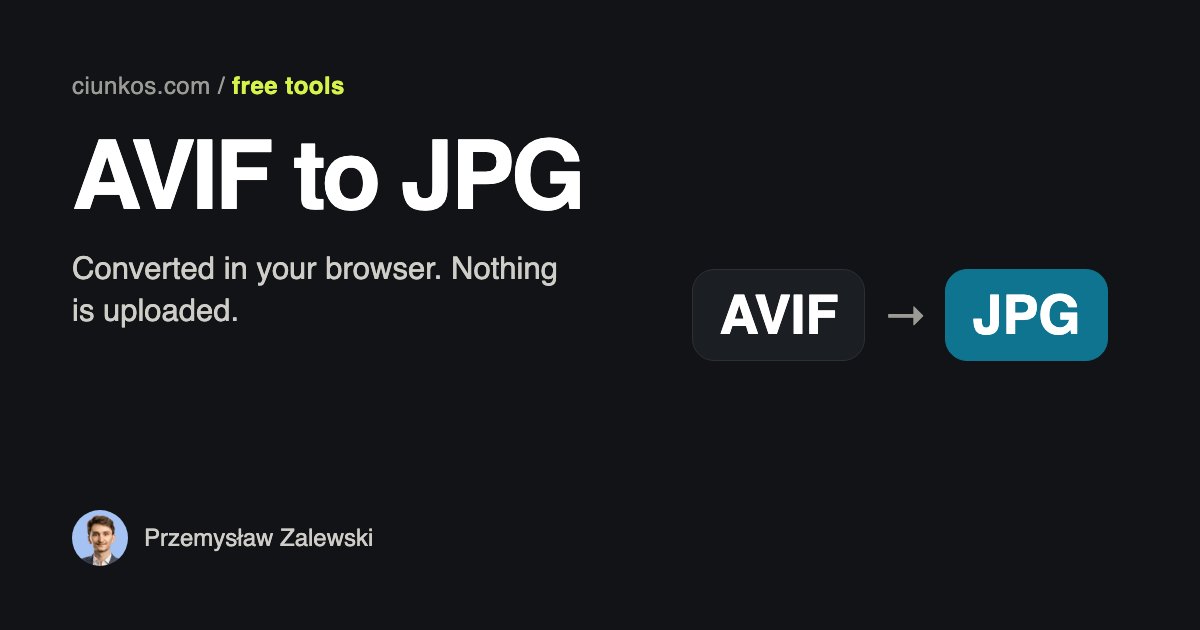 ciunkos.com / free tools
AVIF to JPG
Converted in your browser. Nothing
is uploaded.
AVIF → JPG
Przemysław Zalewski